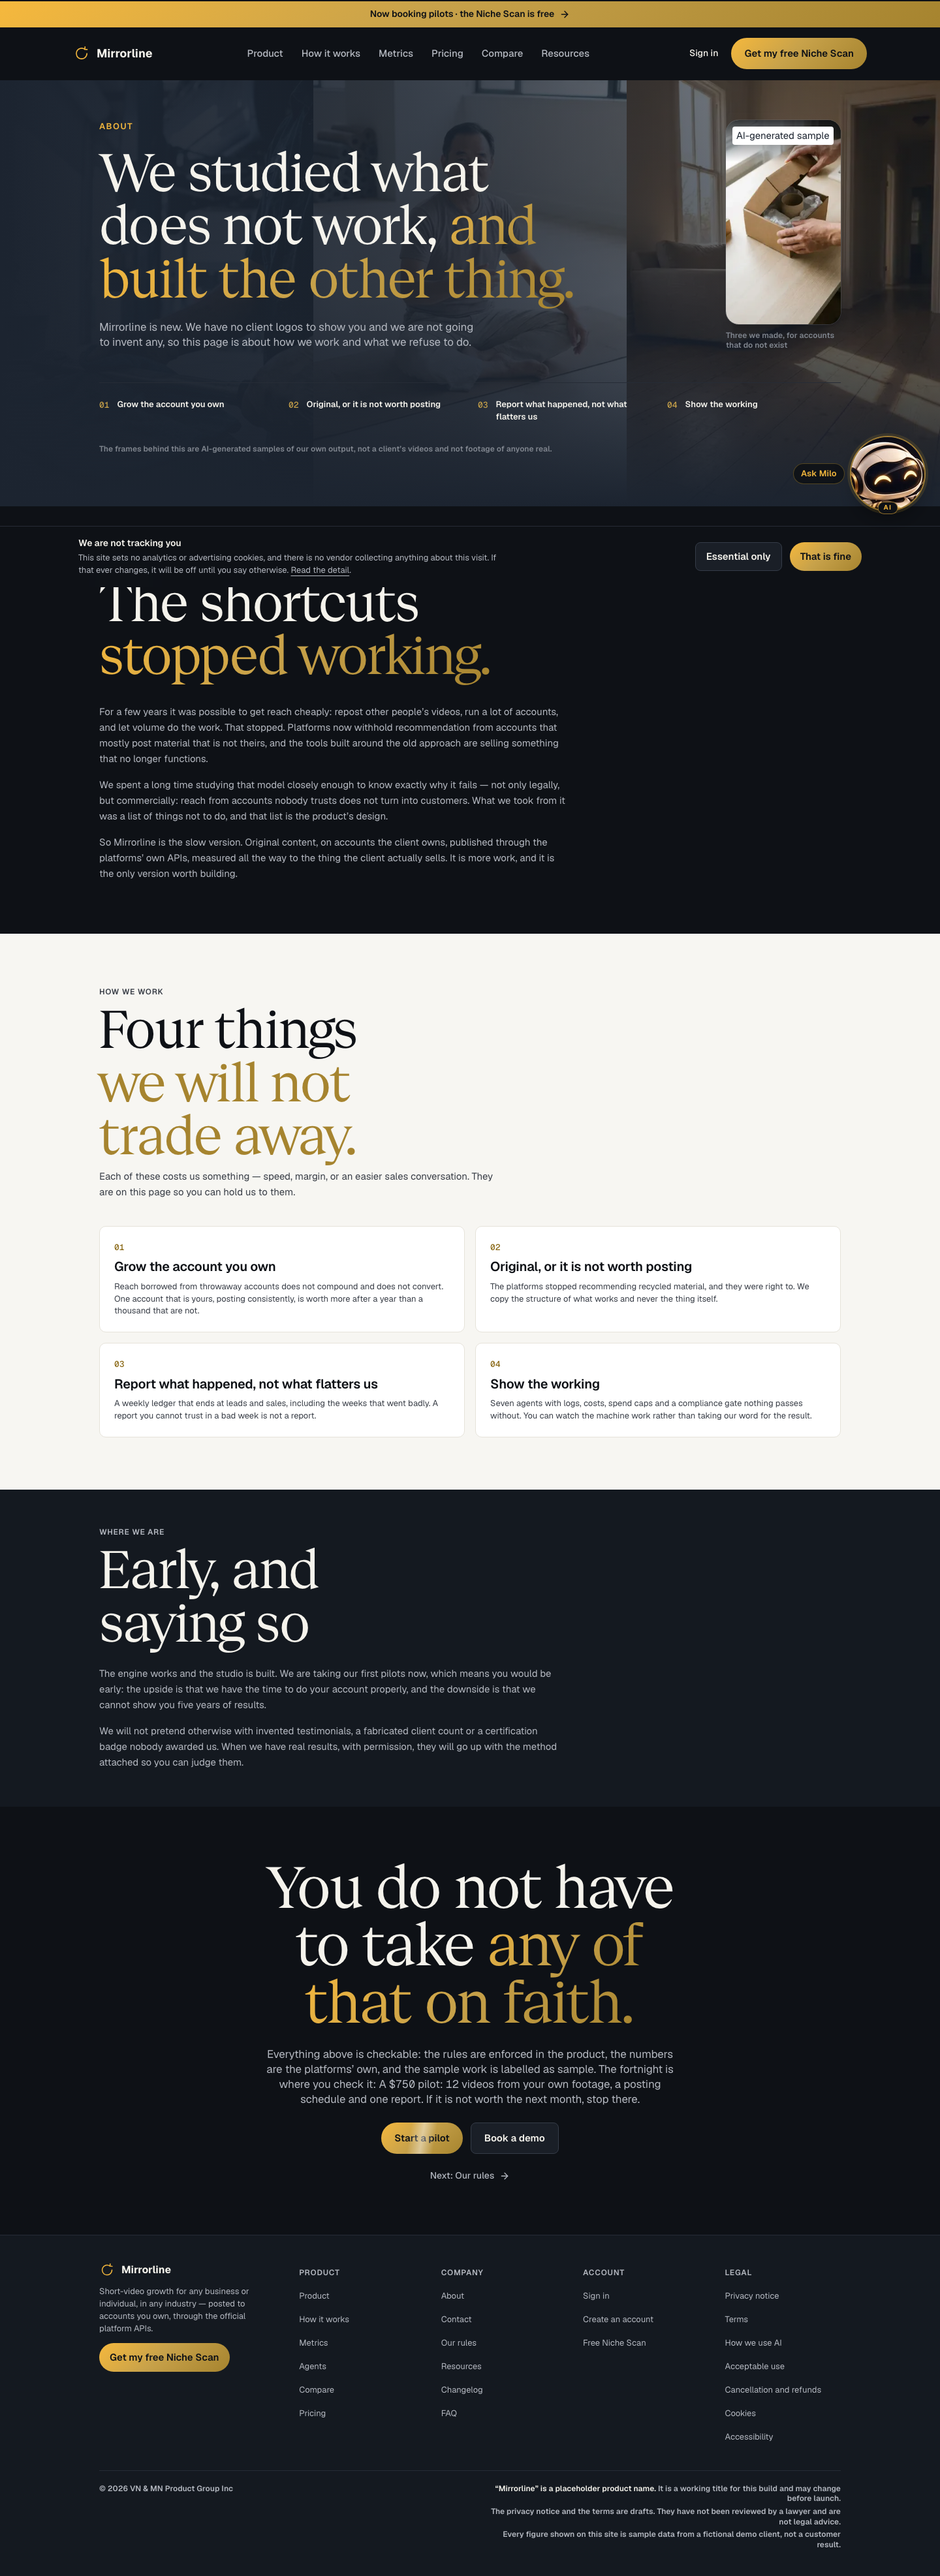 Now booking pilots · the Niche Scan is free →
Mirrorline
Product
How it works
Metrics
Pricing
Compare
Resources
Sign in
Get my free Niche Scan
ABOUT
We studied what
does not work, and
built the other thing.
Mirrorline is new. We have no client logos to show you and we are not going
to invent any, so this page is about how we work and what we refuse to do.
AI-generated sample
Three we made, for accounts
that do not exist
01 Grow the account you own
02 Original, or it is not worth posting
03 Report what happened, not what
flatters us
04 Show the working
The frames behind this are AI-generated samples of our own output, not a client's videos and not footage of anyone real.
Ask Milo
AI
We are not tracking you
This site sets no analytics or advertising cookies, and there is no vendor collecting anything about this visit. If
that ever changes, it will be off until you say otherwise. Read the detail.
Essential only
That is fine
The shortcuts
stopped working.
For a few years it was possible to get reach cheaply: repost other people's videos, run a lot of accounts,
and let volume do the work. That stopped. Platforms now withhold recommendation from accounts that
mostly post material that is not theirs, and the tools built around the old approach are selling something
that no longer functions.
We spent a long time studying that model closely enough to know exactly why it fails — not only legally,
but commercially: reach from accounts nobody trusts does not turn into customers. What we took from it
was a list of things not to do, and that list is the product's design.
So Mirrorline is the slow version. Original content, on accounts the client owns, published through the
platforms' own APIs, measured all the way to the thing the client actually sells. It is more work, and it is
the only version worth building.
HOW WE WORK
Four things
we will not
trade away.
Each of these costs us something — speed, margin, or an easier sales conversation. They
are on this page so you can hold us to them.
01
Grow the account you own
Reach borrowed from throwaway accounts does not compound and does not convert.
One account that is yours, posting consistently, is worth more after a year than a
thousand that are not.
02
Original, or it is not worth posting
The platforms stopped recommending recycled material, and they were right to. We
copy the structure of what works and never the thing itself.
03
Report what happened, not what flatters us
A weekly ledger that ends at leads and sales, including the weeks that went badly. A
report you cannot trust in a bad week is not a report.
04
Show the working
Seven agents with logs, costs, spend caps and a compliance gate nothing passes
without. You can watch the machine work rather than taking our word for the result.
WHERE WE ARE
Early, and
saying so
The engine works and the studio is built. We are taking our first pilots now, which means you would be
early: the upside is that we have the time to do your account properly, and the downside is that we
cannot show you five years of results.
We will not pretend otherwise with invented testimonials, a fabricated client count or a certification
badge nobody awarded us. When we have real results, with permission, they will go up with the method
attached so you can judge them.
You do not have
to take any of
that on faith.
Everything above is checkable: the rules are enforced in the product, the numbers
are the platforms' own, and the sample work is labelled as sample. The fortnight is
where you check it: A $750 pilot: 12 videos from your own footage, a posting
schedule and one report. If it is not worth the next month, stop there.
Start a pilot
Book a demo
Next: Our rules →
Mirrorline
Short-video growth for any business or
individual, in any industry — posted to
accounts you own, through the official
platform APIs.
Get my free Niche Scan
PRODUCT
Product
How it works
Metrics
Agents
Compare
Pricing
COMPANY
About
Contact
Our rules
Resources
Changelog
FAQ
ACCOUNT
Sign in
Create an account
Free Niche Scan
LEGAL
Privacy notice
Terms
How we use AI
Acceptable use
Cancellation and refunds
Cookies
Accessibility
© 2026 VN & MN Product Group Inc
"Mirrorline" is a placeholder product name. It is a working title for this build and may change
before launch.
The privacy notice and the terms are drafts. They have not been reviewed by a lawyer and are
not legal advice.
Every figure shown on this site is sample data from a fictional demo client, not a customer
result.